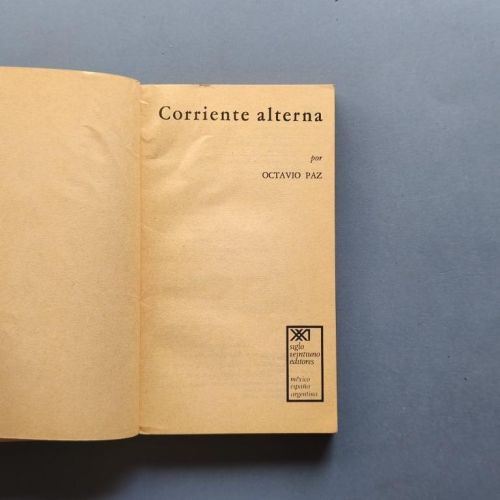 Corriente alterna
por
OCTAVIO PAZ
siglo
veintiuno
editores
méxico
españa
argentina